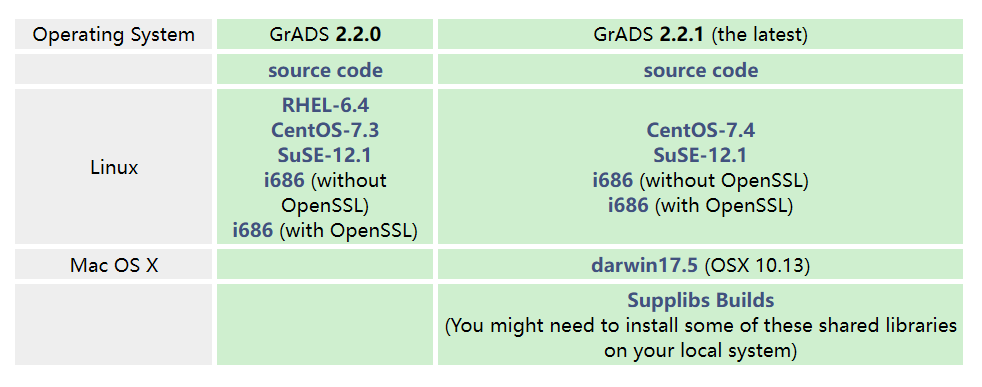 Operating System
GrADS 2.2.0
GrADS 2.2.1 (the latest)
source code
source code
Linux
RHEL-6.4
CentOS-7.3
SuSE-12.1
i686 (without
OpenSSL)
i686 (with OpenSSL)
CentOS-7.4
SuSE-12.1
i686 (without OpenSSL)
i686 (with OpenSSL)
Mac OS X
darwin17.5 (OSX 10.13)
Supplibs Builds
(You might need to install some of these shared libraries
on your local system)